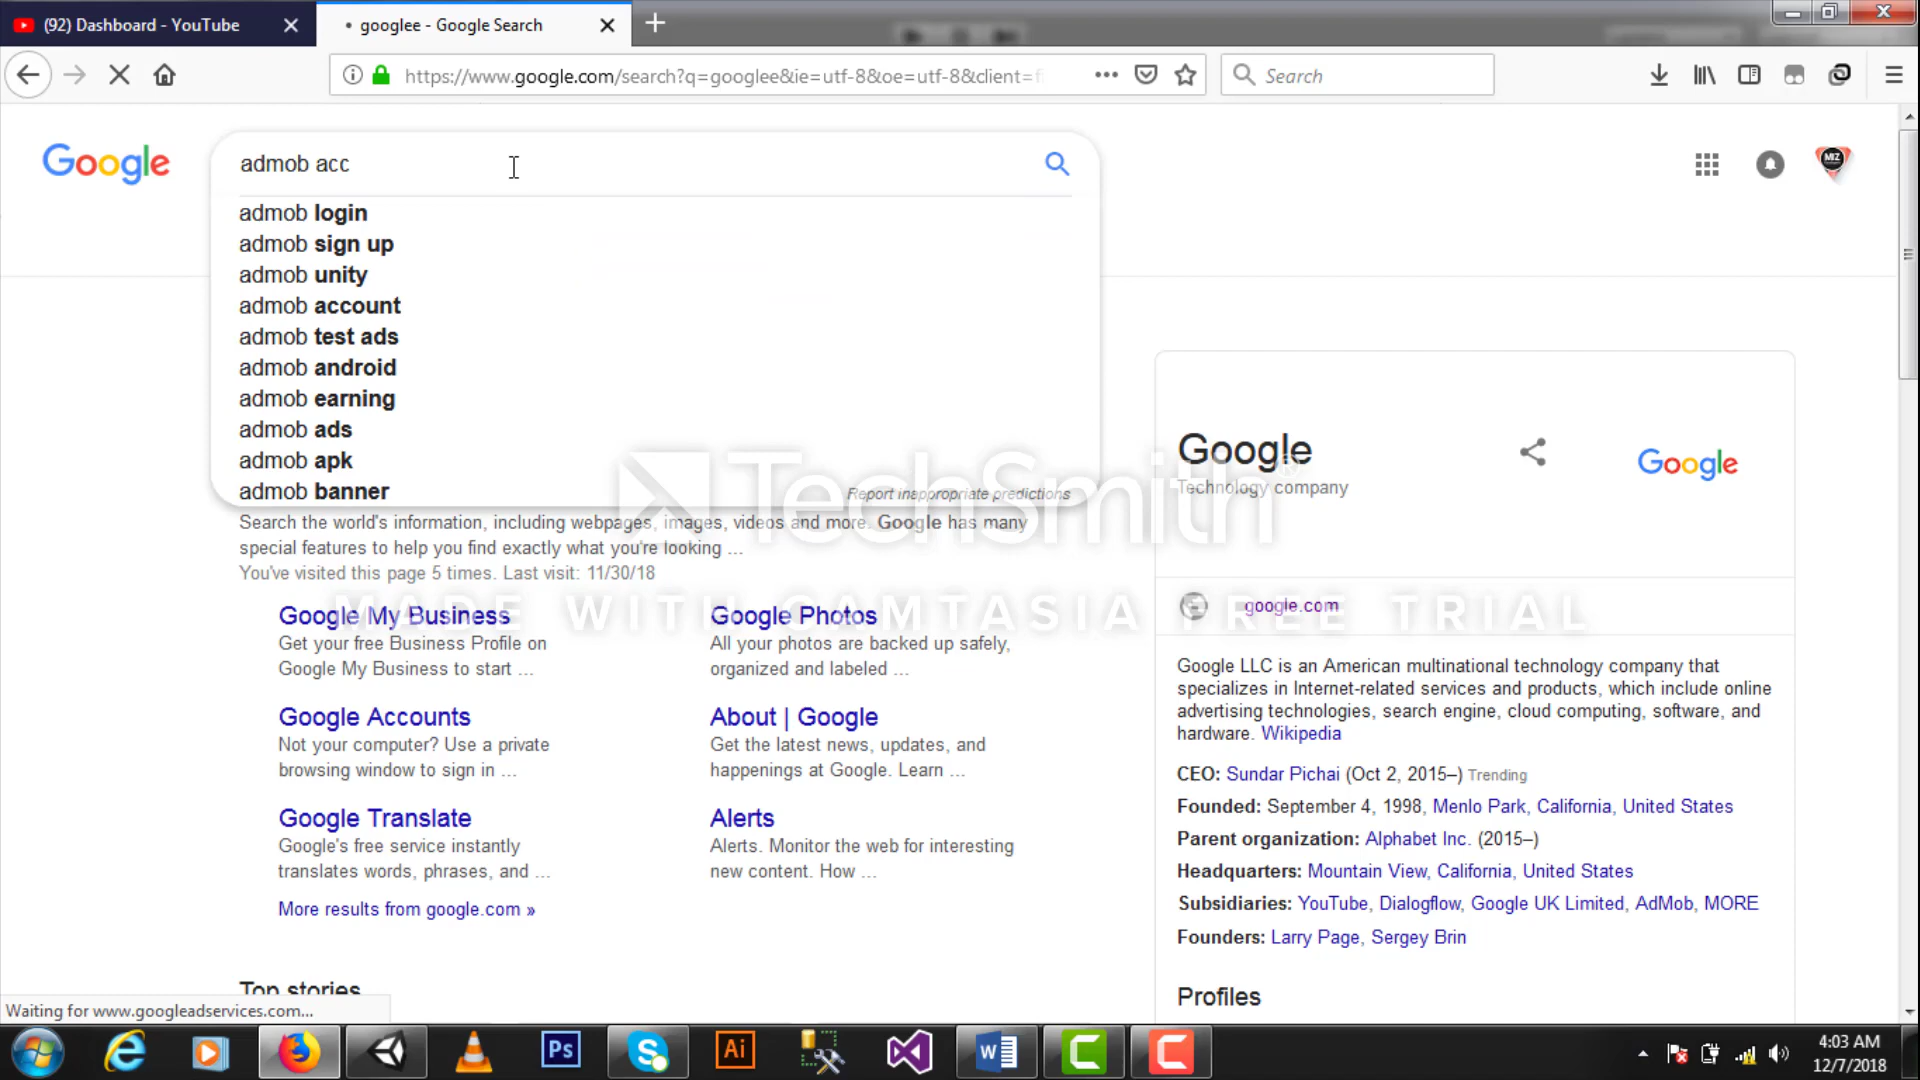 (92) Dashboard - YouTube
googlee - Google Search
https://www.google.com/search?q=googlee&ie=utf-8&oe=utf-8&client=f
Search
Google
admob acc
MIZ
admob login
admob sign up
admob unity
admob account
admob test ads
admob android
admob earning
admob ads
admob apk
admob banner
Report inappropriate predictions
TechSmith
MADE WITH CAMTASIA FREE TRIAL
Search the world's information, including webpages, images, videos and more. Google has many
special features to help you find exactly what you're looking ...
You've visited this page 5 times. Last visit: 11/30/18
Google My Business
Get your free Business Profile on
Google My Business to start ...
Google Photos
All your photos are backed up safely,
organized and labeled ...
Google Accounts
Not your computer? Use a private
browsing window to sign in ...
About | Google
Get the latest news, updates, and
happenings at Google. Learn ...
Google Translate
Google's free service instantly
translates words, phrases, and ...
Alerts
Alerts. Monitor the web for interesting
new content. How ...
More results from google.com »
Top stories
Google
Technology company
Google
google.com
Google LLC is an American multinational technology company that
specializes in Internet-related services and products, which include online
advertising technologies, search engine, cloud computing, software, and
hardware. Wikipedia
CEO: Sundar Pichai (Oct 2, 2015–) Trending
Founded: September 4, 1998, Menlo Park, California, United States
Parent organization: Alphabet Inc. (2015–)
Headquarters: Mountain View, California, United States
Subsidiaries: YouTube, Dialogflow, Google UK Limited, AdMob, MORE
Founders: Larry Page, Sergey Brin
Profiles
Waiting for www.googleadservices.com...
Ps
Ai
W
4:03 AM
12/7/2018